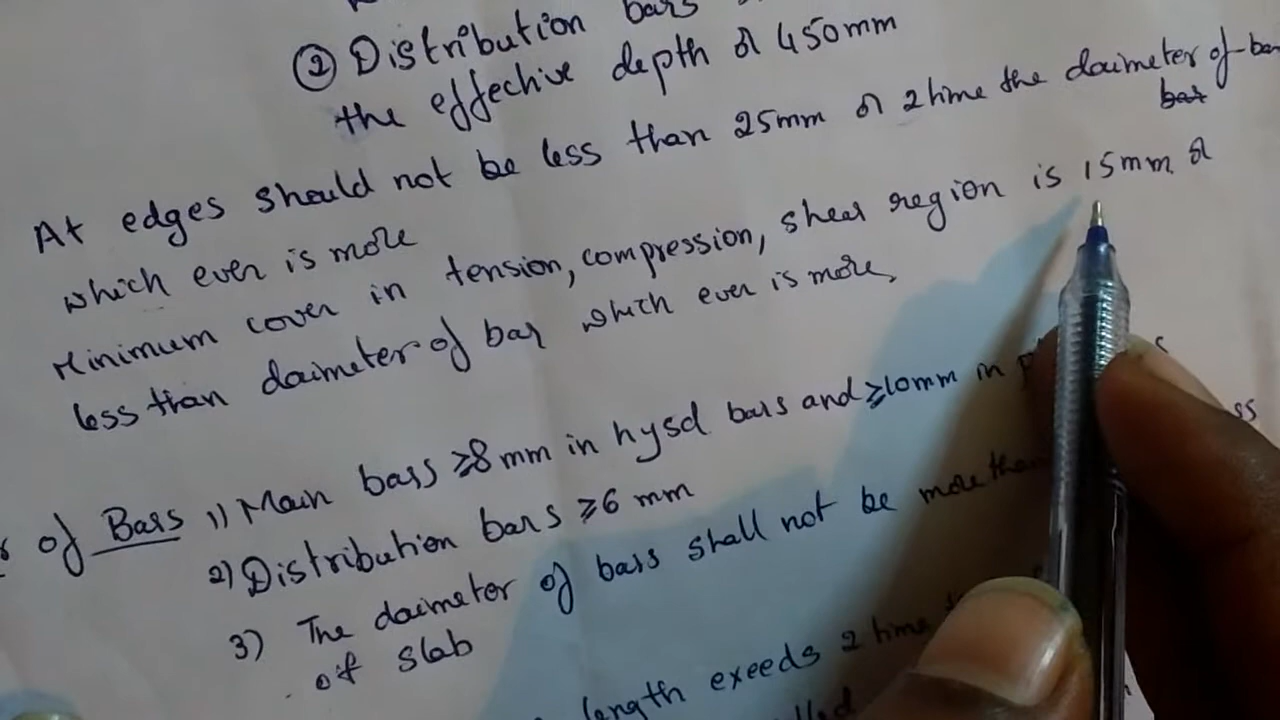 ② Distribution bars
the effective depth or 450mm
At edges should not be less than 25mm or 2 time the daimeter of bar
which ever is more
Minimum cover in tension, compression, shear region is 15mm or
less than daimeter of bar which ever is more,
of Bars 1) Main bars ≥8 mm in hysd bars and ≥10mm in
2) Distribution bars ≥6 mm
3) The daimeter of bars shall not be more than
of slab
length exeeds 2 time